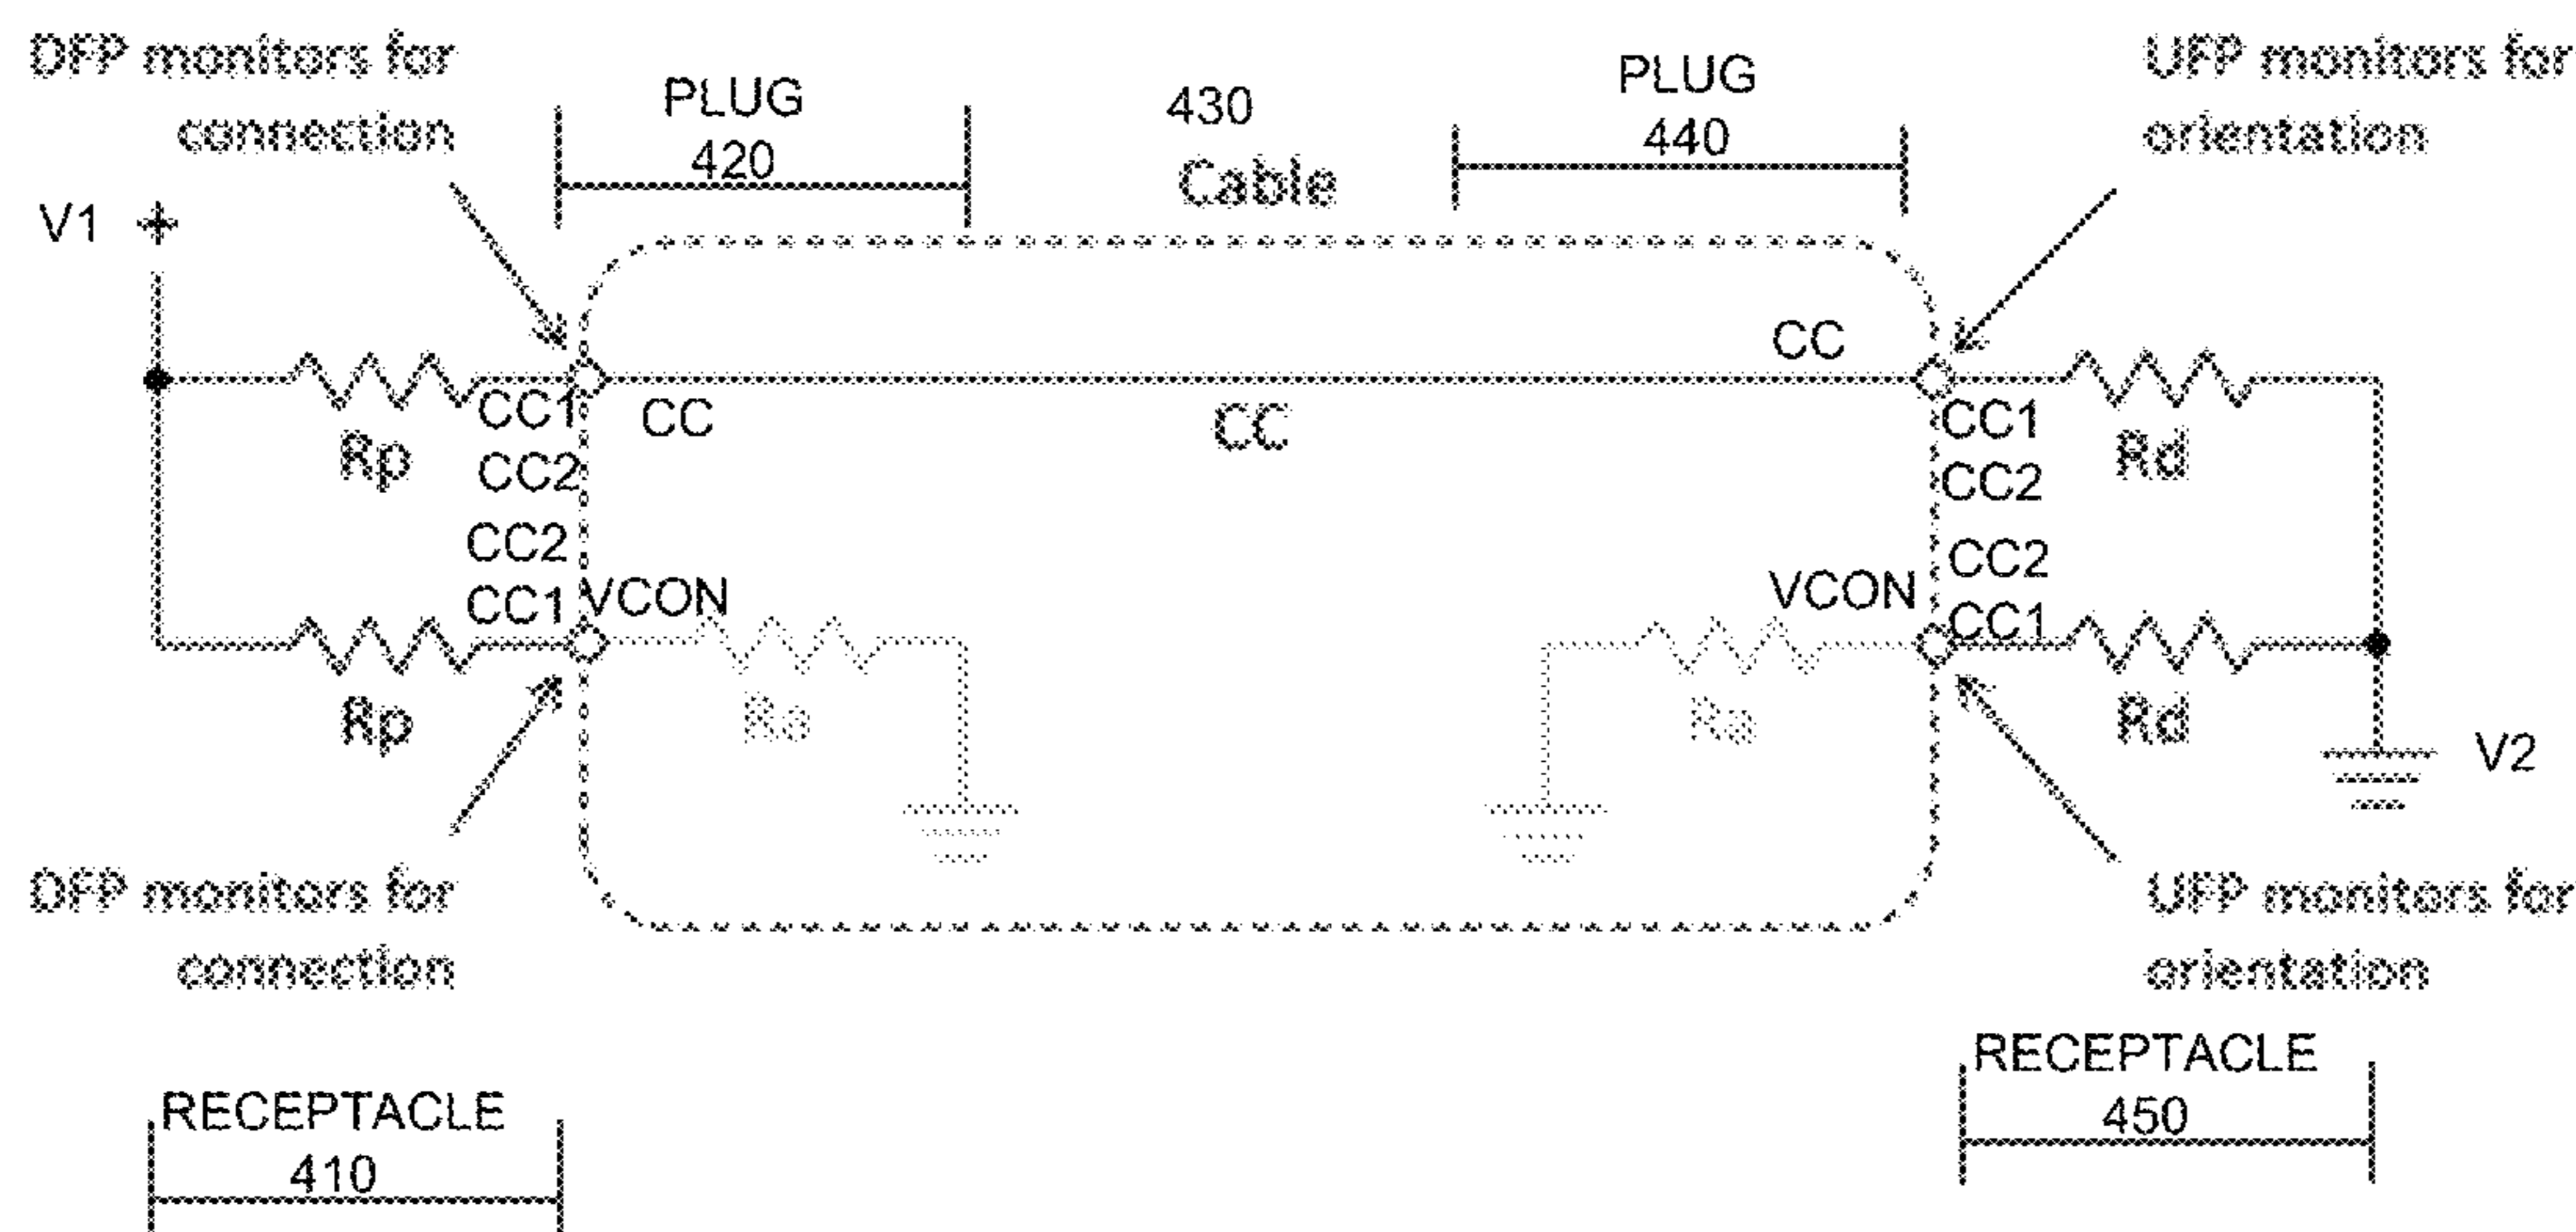 DFP monitors for
connection
PLUG
420
430
Cable
PLUG
440
UFP monitors for
orientation
V1 +
CC
CC1
CC
CC
CC1
Rp
CC2
CC2
Rd
CC2
CC1
VCON
VCON
CC2
CC1
Rp
Ra
Ra
Rd
V2
DFP monitors for
connection
UFP monitors for
orientation
RECEPTACLE
410
RECEPTACLE
450